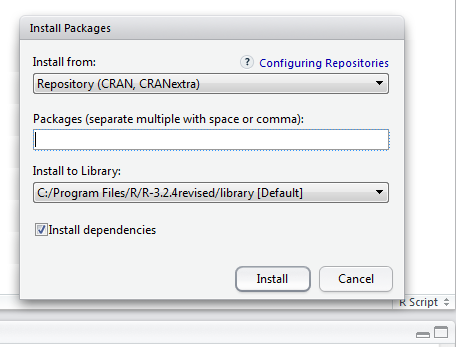 Install Packages
Install from:
? Configuring Repositories
Repository (CRAN, CRANextra)
Packages (separate multiple with space or comma):
Install to Library:
C:/Program Files/R/R-3.2.4revised/library [Default]
Install dependencies
Install
Cancel
R Script